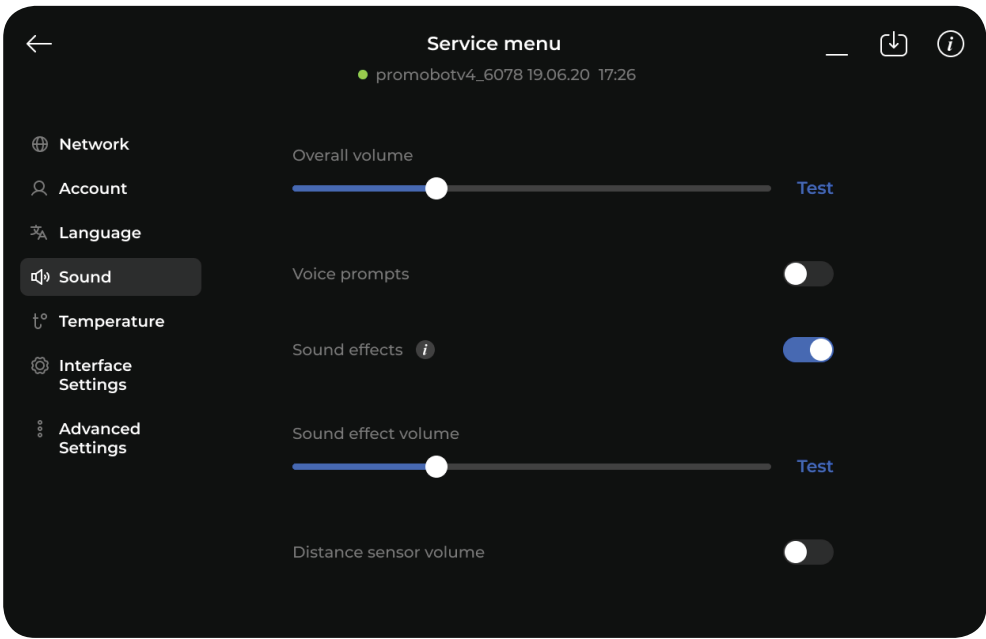 Service menu
promobotv4_6078 19.06.20 17:26
Network
Account
Language
Sound
Temperature
Interface
Settings
Advanced
Settings
Overall volume
Test
Voice prompts
Sound effects
Sound effect volume
Test
Distance sensor volume